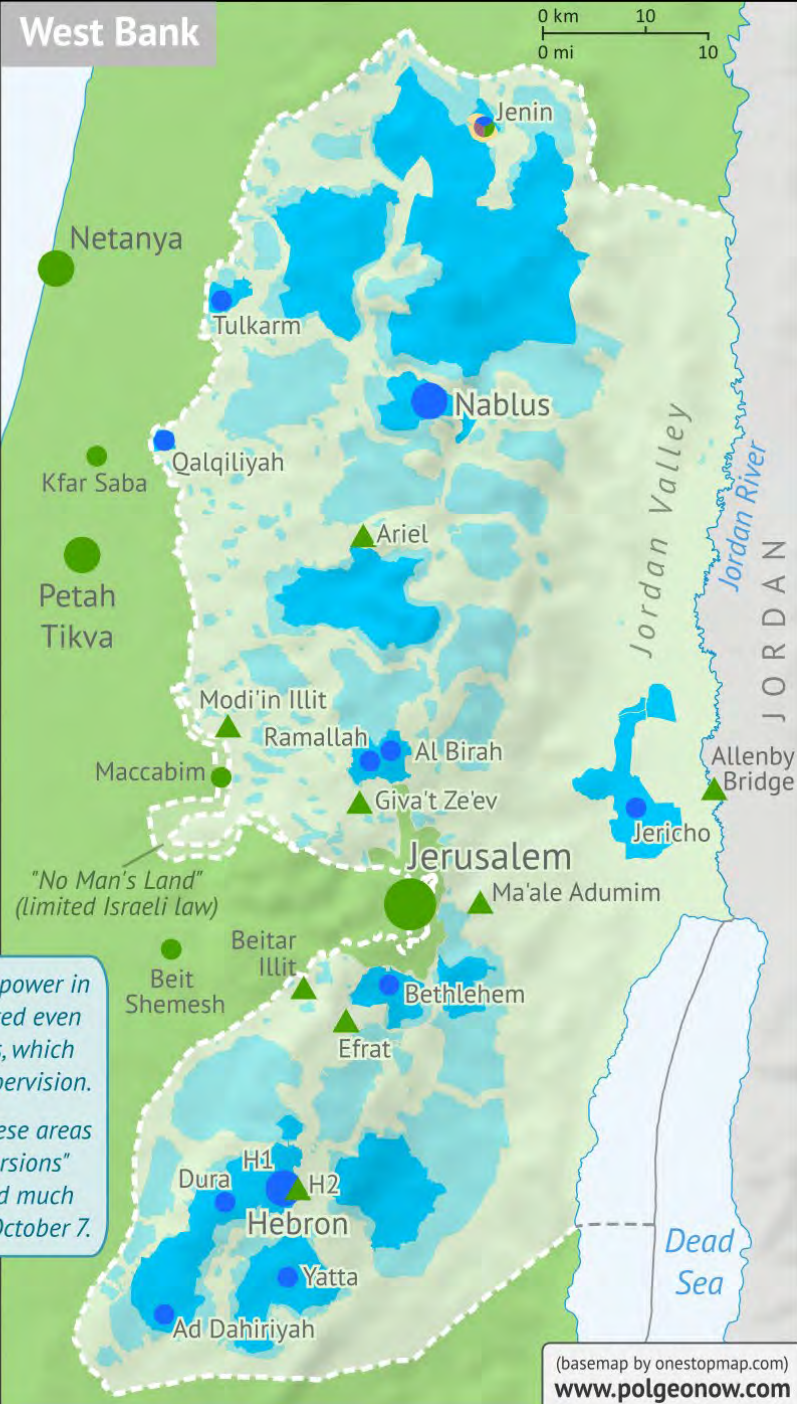 West Bank
0 km 10
0 mi 10
Jenin
Netanya
Tulkarm
Nablus
Qalqiliyah
Kfar Saba
Ariel
Jordan Valley
Jordan River
JORDAN
Petah
Tikva
Modi'in Illit
Ramallah
Al Birah
Maccabim
Giva't Ze'ev
Allenby
Bridge
Jericho
"No Man's Land"
(limited Israeli law)
Jerusalem
Ma'ale Adumim
Beitar
Illit
Beit
Shemesh
Bethlehem
Efrat
power in
ed even
s, which
pervision.
ese areas
rsions"
d much
October 7.
H1
Dura
H2
Hebron
Yatta
Ad Dahiriyah
Dead
Sea
(basemap by onestopmap.com)
www.polgeonow.com